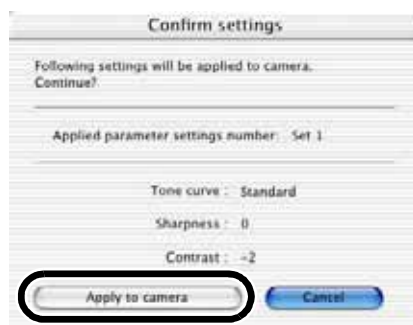 Confirm settings
Following settings will be applied to camera.
Continue?
Applied parameter settings number: Set 1
Tone curve : Standard
Sharpness : 0
Contrast : -2
Apply to camera
Cancel